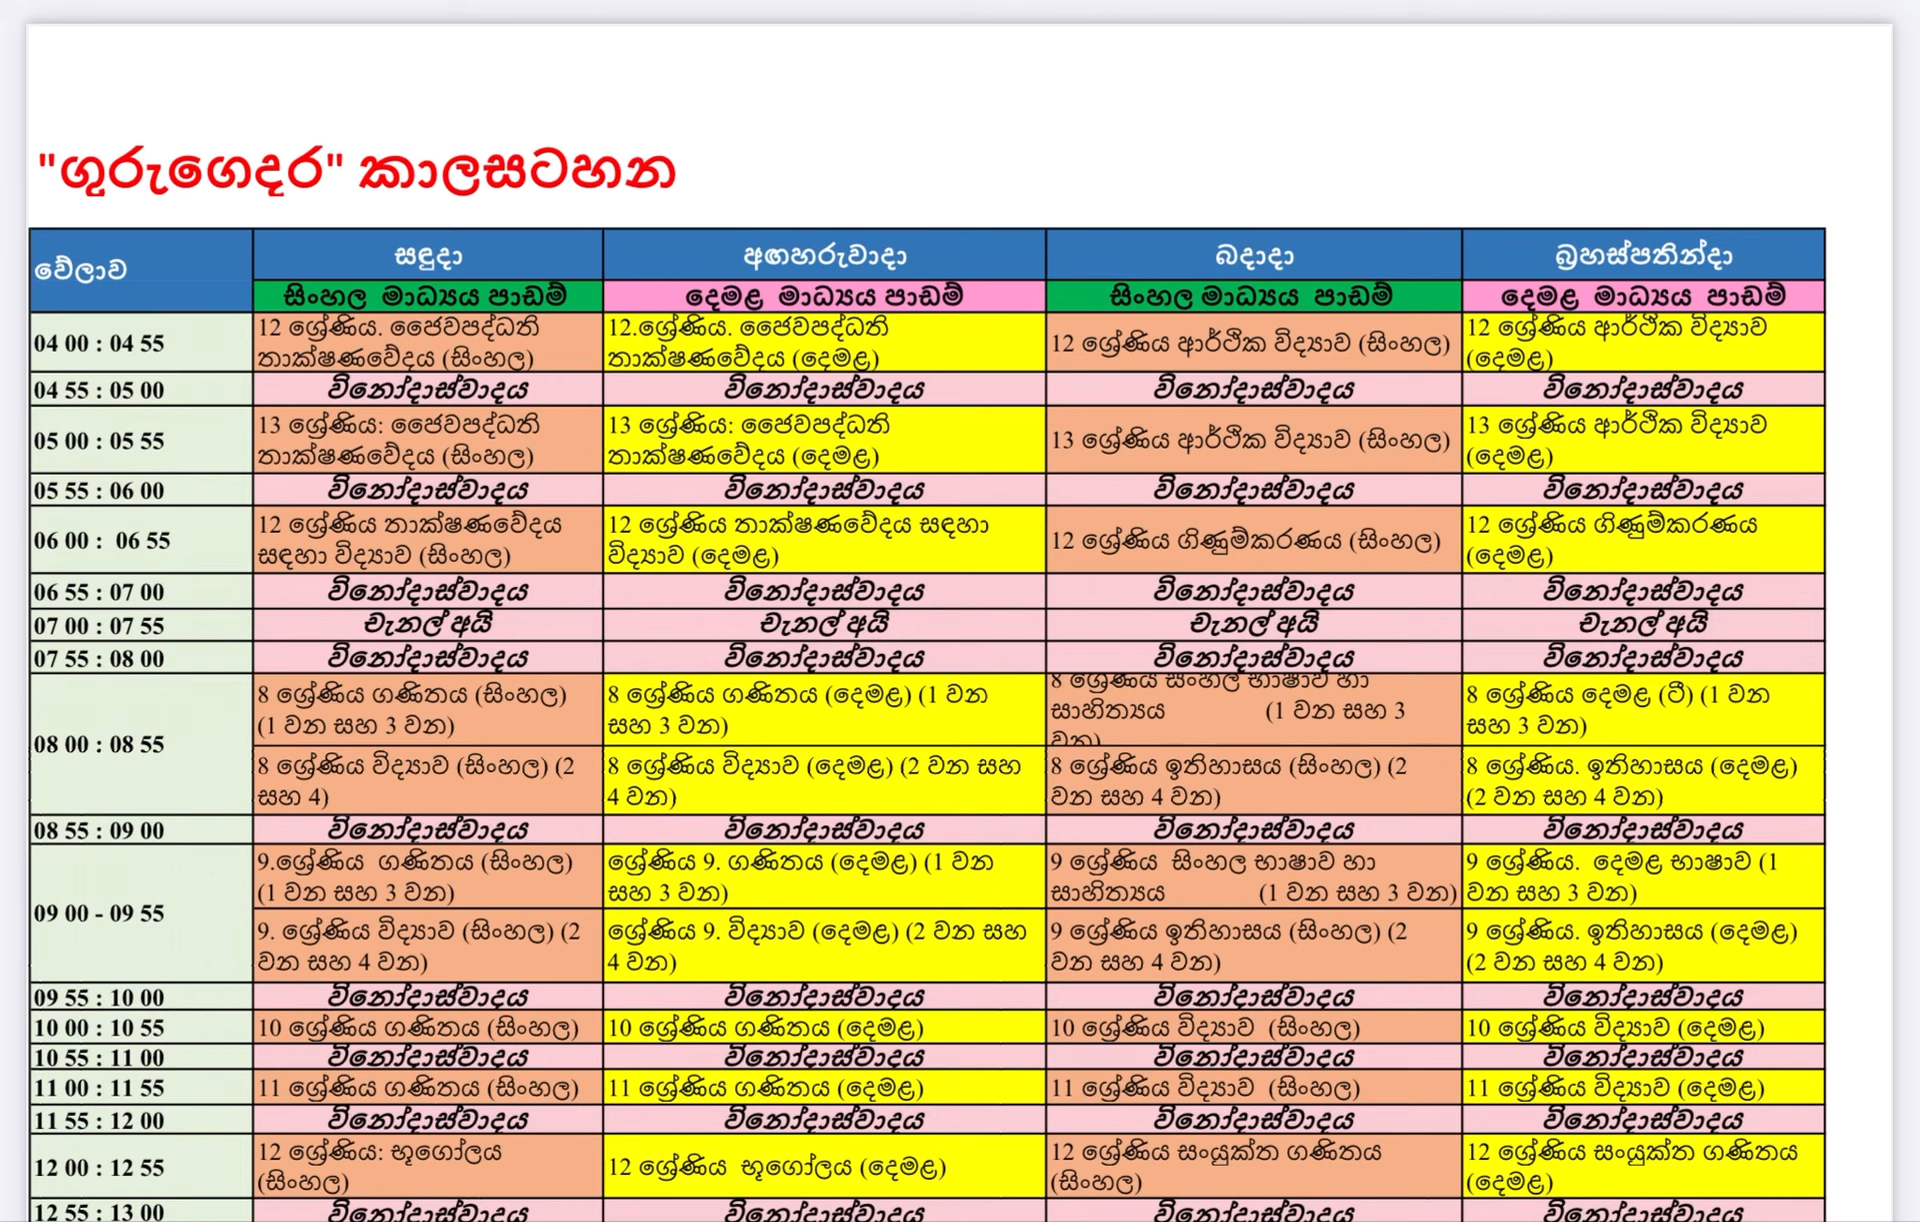 "ගුරුගෙදර" කාලසටහන
වේලාව
සඳුදා
අඟහරුවාදා
බදාදා
බ්‍රහස්පතින්දා
සිංහල මාධ්‍යය පාඩම්
දෙමළ මාධ්‍යය පාඩම්
සිංහල මාධ්‍යය පාඩම්
දෙමළ මාධ්‍යය පාඩම්
04 00 : 04 55
12 ශ්‍රේණිය. ජෛවපද්ධති
තාක්ෂණවේදය (සිංහල)
12.ශ්‍රේණිය. ජෛවපද්ධති
තාක්ෂණවේදය (දෙමළ)
12 ශ්‍රේණිය ආර්ථික විද්‍යාව (සිංහල)
12 ශ්‍රේණිය ආර්ථික විද්‍යාව
(දෙමළ)
04 55 : 05 00
විනෝදාස්වාදය
විනෝදාස්වාදය
විනෝදාස්වාදය
විනෝදාස්වාදය
05 00 : 05 55
13 ශ්‍රේණිය: ජෛවපද්ධති
තාක්ෂණවේදය (සිංහල)
13 ශ්‍රේණිය: ජෛවපද්ධති
තාක්ෂණවේදය (දෙමළ)
13 ශ්‍රේණිය ආර්ථික විද්‍යාව (සිංහල)
13 ශ්‍රේණිය ආර්ථික විද්‍යාව
(දෙමළ)
05 55 : 06 00
විනෝදාස්වාදය
විනෝදාස්වාදය
විනෝදාස්වාදය
විනෝදාස්වාදය
06 00 : 06 55
12 ශ්‍රේණිය තාක්ෂණවේදය
සඳහා විද්‍යාව (සිංහල)
12 ශ්‍රේණිය තාක්ෂණවේදය සඳහා
විද්‍යාව (දෙමළ)
12 ශ්‍රේණිය ගිණුම්කරණය (සිංහල)
12 ශ්‍රේණිය ගිණුම්කරණය
(දෙමළ)
06 55 : 07 00
විනෝදාස්වාදය
විනෝදාස්වාදය
විනෝදාස්වාදය
විනෝදාස්වාදය
07 00 : 07 55
චැනල් අයි
චැනල් අයි
චැනල් අයි
චැනල් අයි
07 55 : 08 00
විනෝදාස්වාදය
විනෝදාස්වාදය
විනෝදාස්වාදය
විනෝදාස්වාදය
08 00 : 08 55
8 ශ්‍රේණිය ගණිතය (සිංහල)
(1 වන සහ 3 වන)
8 ශ්‍රේණිය ගණිතය (දෙමළ) (1 වන
සහ 3 වන)
8 ශ්‍රේණිය සිංහල භාෂාව හා
සාහිත්‍යය (1 වන සහ 3
වන)
8 ශ්‍රේණිය දෙමළ (ටී) (1 වන
සහ 3 වන)
8 ශ්‍රේණිය විද්‍යාව (සිංහල) (2
සහ 4)
8 ශ්‍රේණිය විද්‍යාව (දෙමළ) (2 වන සහ
4 වන)
8 ශ්‍රේණිය ඉතිහාසය (සිංහල) (2
වන සහ 4 වන)
8 ශ්‍රේණිය. ඉතිහාසය (දෙමළ)
(2 වන සහ 4 වන)
08 55 : 09 00
විනෝදාස්වාදය
විනෝදාස්වාදය
විනෝදාස්වාදය
විනෝදාස්වාදය
09 00 - 09 55
9.ශ්‍රේණිය ගණිතය (සිංහල)
(1 වන සහ 3 වන)
ශ්‍රේණිය 9. ගණිතය (දෙමළ) (1 වන
සහ 3 වන)
9 ශ්‍රේණිය සිංහල භාෂාව හා
සාහිත්‍යය (1 වන සහ 3 වන)
9 ශ්‍රේණිය. දෙමළ භාෂාව (1
වන සහ 3 වන)
9. ශ්‍රේණිය විද්‍යාව (සිංහල) (2
වන සහ 4 වන)
ශ්‍රේණිය 9. විද්‍යාව (දෙමළ) (2 වන සහ
4 වන)
9 ශ්‍රේණිය ඉතිහාසය (සිංහල) (2
වන සහ 4 වන)
9 ශ්‍රේණිය. ඉතිහාසය (දෙමළ)
(2 වන සහ 4 වන)
09 55 : 10 00
විනෝදාස්වාදය
විනෝදාස්වාදය
විනෝදාස්වාදය
විනෝදාස්වාදය
10 00 : 10 55
10 ශ්‍රේණිය ගණිතය (සිංහල)
10 ශ්‍රේණිය ගණිතය (දෙමළ)
10 ශ්‍රේණිය විද්‍යාව (සිංහල)
10 ශ්‍රේණිය විද්‍යාව (දෙමළ)
10 55 : 11 00
විනෝදාස්වාදය
විනෝදාස්වාදය
විනෝදාස්වාදය
විනෝදාස්වාදය
11 00 : 11 55
11 ශ්‍රේණිය ගණිතය (සිංහල)
11 ශ්‍රේණිය ගණිතය (දෙමළ)
11 ශ්‍රේණිය විද්‍යාව (සිංහල)
11 ශ්‍රේණිය විද්‍යාව (දෙමළ)
11 55 : 12 00
විනෝදාස්වාදය
විනෝදාස්වාදය
විනෝදාස්වාදය
විනෝදාස්වාදය
12 00 : 12 55
12 ශ්‍රේණිය: භූගෝලය
(සිංහල)
12 ශ්‍රේණිය භූගෝලය (දෙමළ)
12 ශ්‍රේණිය සංයුක්ත ගණිතය
(සිංහල)
12 ශ්‍රේණිය සංයුක්ත ගණිතය
(දෙමළ)
12 55 : 13 00
විනෝදාස්වාදය
විනෝදාස්වාදය
විනෝදාස්වාදය
විනෝදාස්වාදය